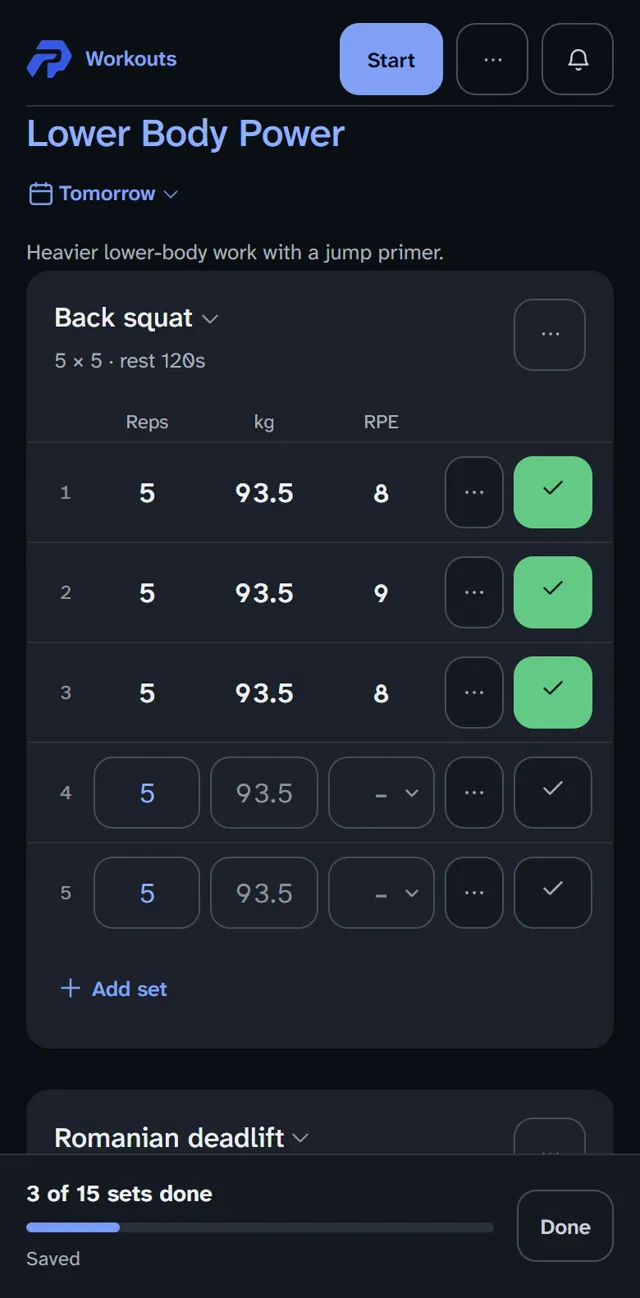 Workouts
Start
...
Lower Body Power
Tomorrow
Heavier lower-body work with a jump primer.
Back squat
...
5 × 5 · rest 120s
Reps kg RPE
1 5 93.5 8 ...
2 5 93.5 9 ...
3 5 93.5 8 ...
4 5 93.5 – ...
5 5 93.5 – ...
+ Add set
Romanian deadlift
3 of 15 sets done
Done
Saved